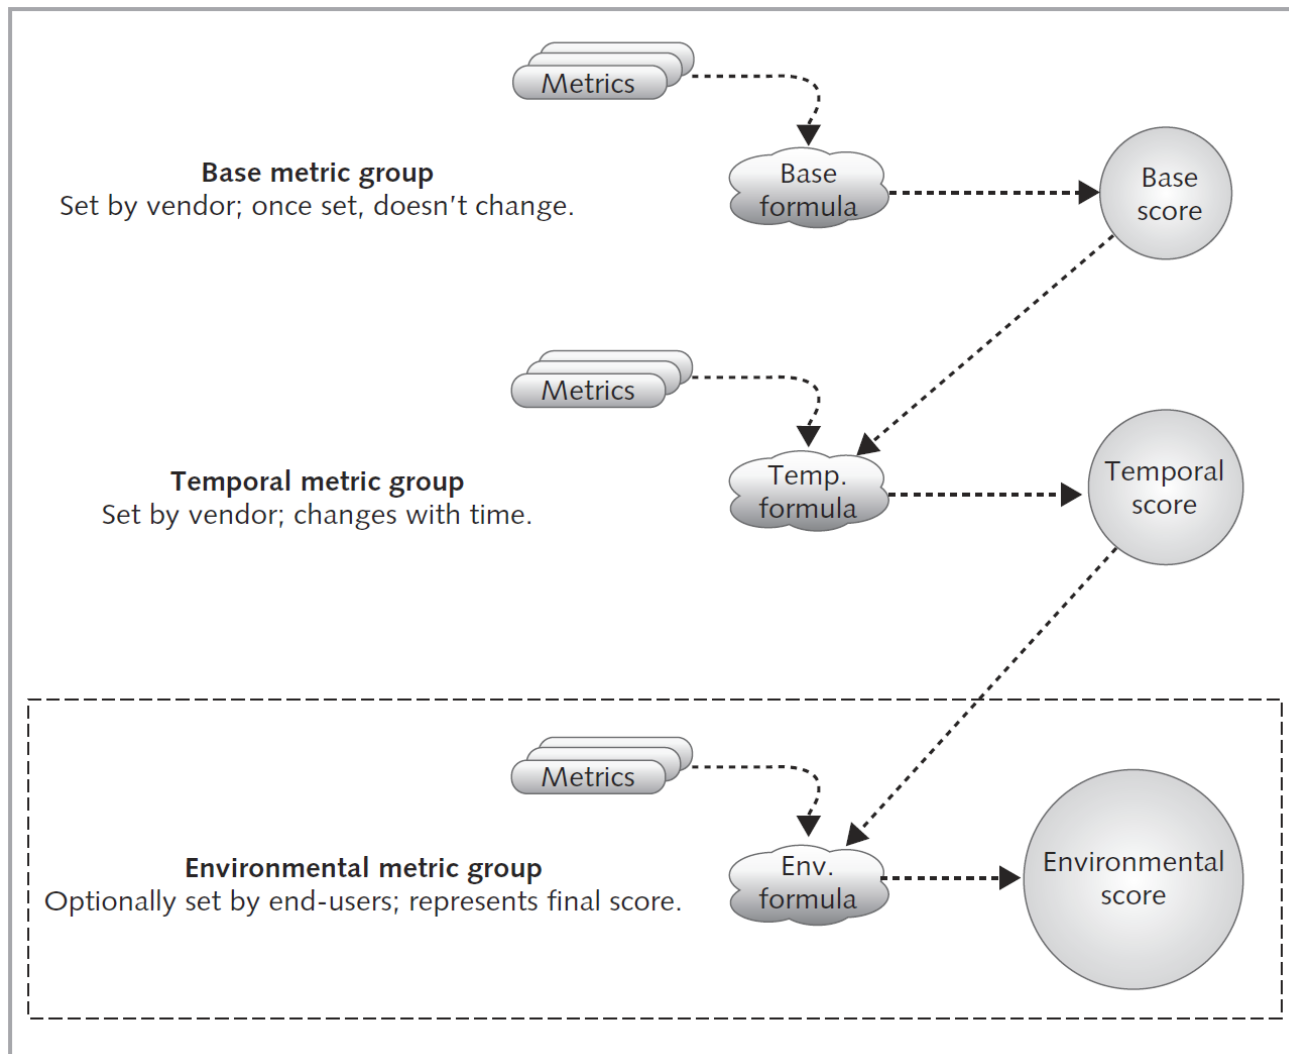 Metrics
Base metric group
Set by vendor; once set, doesn't change.
Base
formula
Base
score
Metrics
Temporal metric group
Set by vendor; changes with time.
Temp.
formula
Temporal
score
Metrics
Environmental metric group
Optionally set by end-users; represents final score.
Env.
formula
Environmental
score